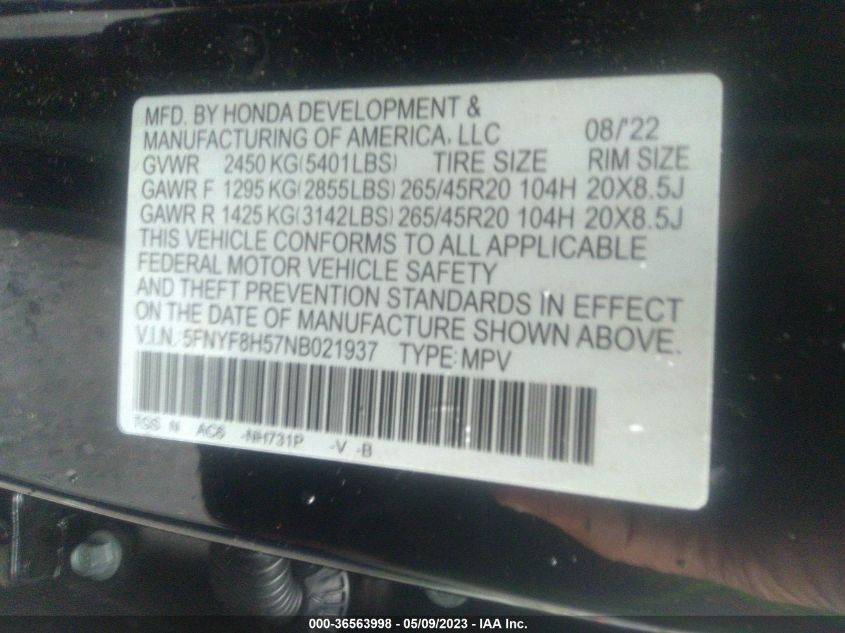 MFD. BY HONDA DEVELOPMENT &
MANUFACTURING OF AMERICA, LLC 08/'22
GVWR 2450 KG(5401LBS) TIRE SIZE RIM SIZE
GAWR F 1295 KG(2855LBS) 265/45R20 104H 20X8.5J
GAWR R 1425 KG(3142LBS) 265/45R20 104H 20X8.5J
THIS VEHICLE CONFORMS TO ALL APPLICABLE
FEDERAL MOTOR VEHICLE SAFETY
AND THEFT PREVENTION STANDARDS IN EFFECT
ON THE DATE OF MANUFACTURE SHOWN ABOVE.
V.I.N. 5FNYF8H57NB021937 TYPE: MPV
TGS N AC6 -NH731P -V -B
000-36563998 — 05/09/2023 — IAA Inc.